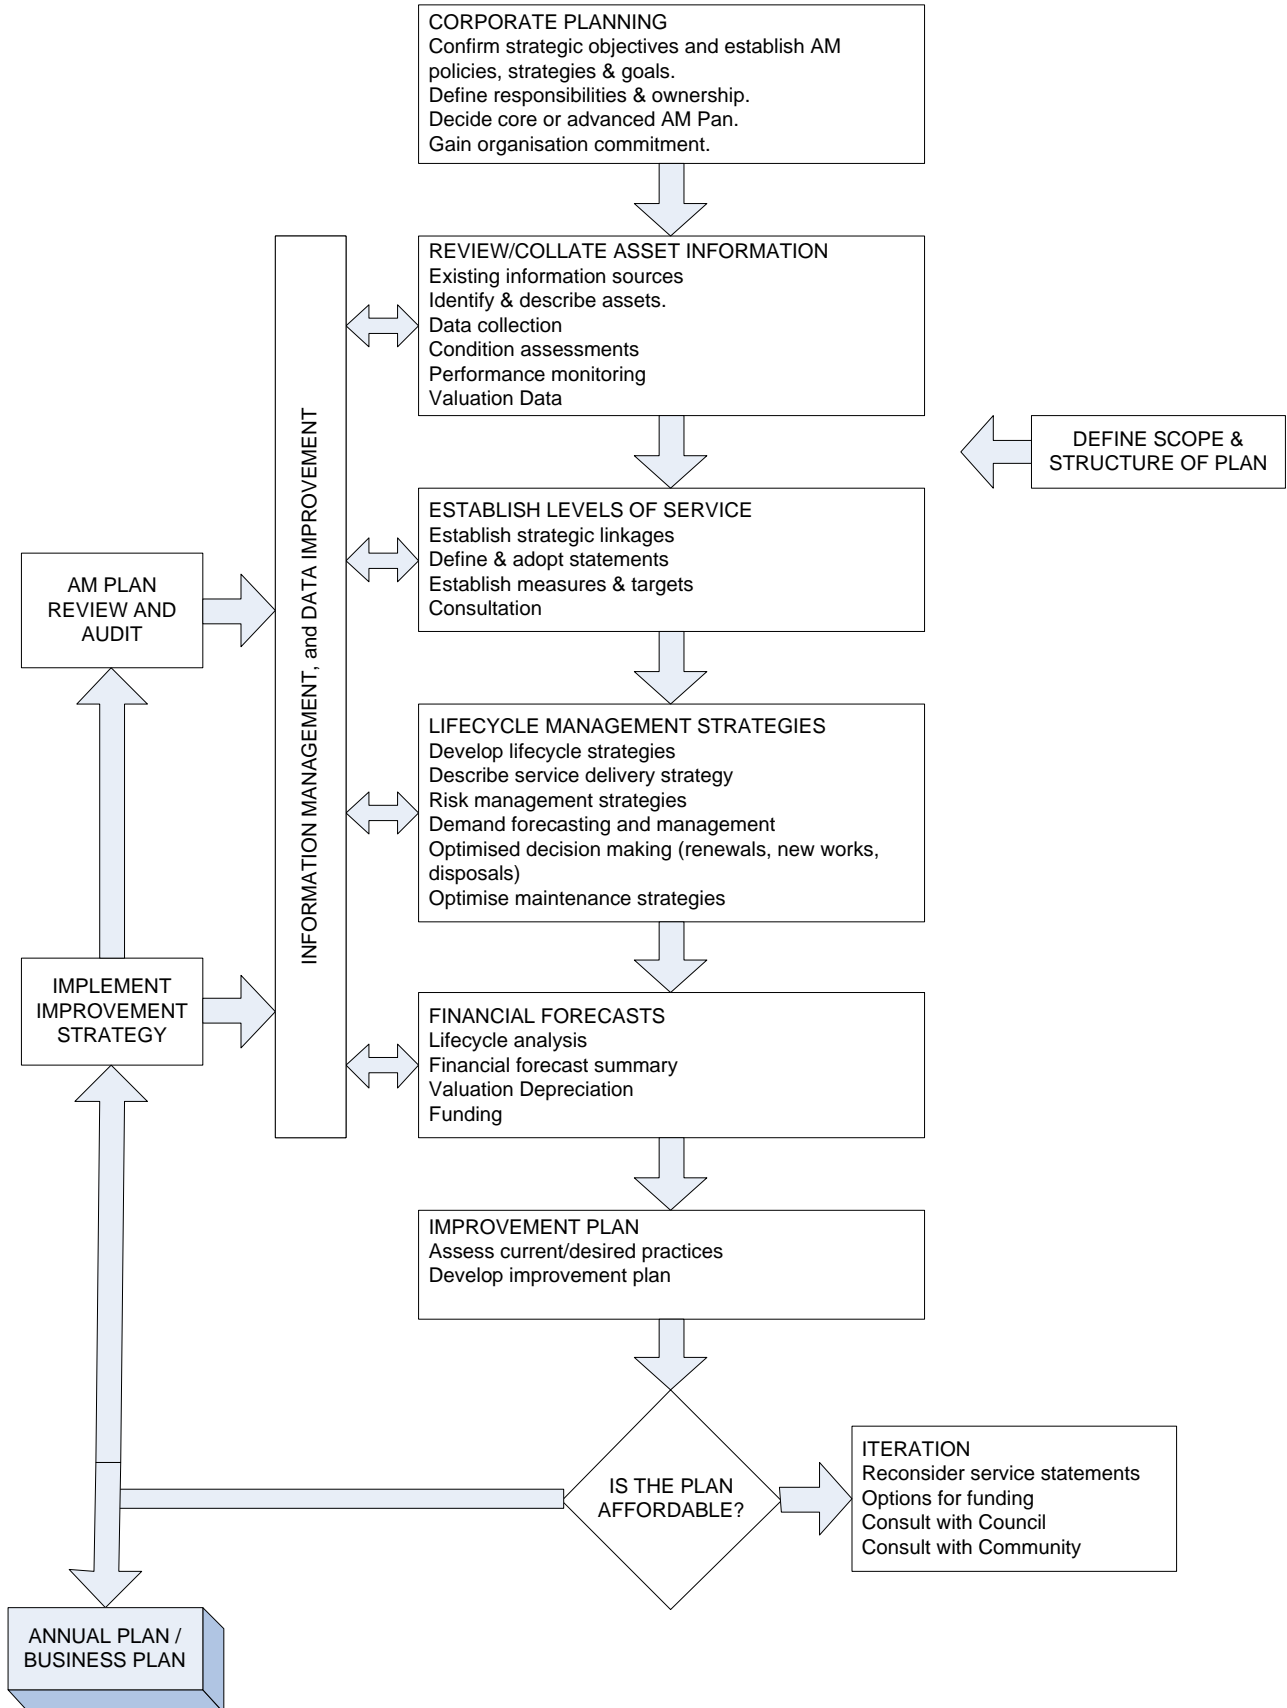 CORPORATE PLANNING
Confirm strategic objectives and establish AM
policies, strategies & goals.
Define responsibilities & ownership.
Decide core or advanced AM Pan.
Gain organisation commitment.
REVIEW/COLLATE ASSET INFORMATION
Existing information sources
Identify & describe assets.
Data collection
Condition assessments
Performance monitoring
Valuation Data
DEFINE SCOPE &
STRUCTURE OF PLAN
INFORMATION MANAGEMENT, and DATA IMPROVEMENT
ESTABLISH LEVELS OF SERVICE
Establish strategic linkages
Define & adopt statements
Establish measures & targets
Consultation
AM PLAN
REVIEW AND
AUDIT
LIFECYCLE MANAGEMENT STRATEGIES
Develop lifecycle strategies
Describe service delivery strategy
Risk management strategies
Demand forecasting and management
Optimised decision making (renewals, new works,
disposals)
Optimise maintenance strategies
IMPLEMENT
IMPROVEMENT
STRATEGY
FINANCIAL FORECASTS
Lifecycle analysis
Financial forecast summary
Valuation Depreciation
Funding
IMPROVEMENT PLAN
Assess current/desired practices
Develop improvement plan
IS THE PLAN
AFFORDABLE?
ITERATION
Reconsider service statements
Options for funding
Consult with Council
Consult with Community
ANNUAL PLAN /
BUSINESS PLAN